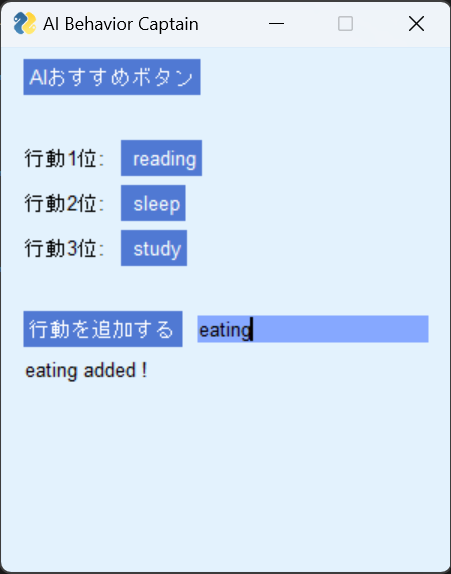 AI Behavior Captain
AIおすすめボタン
行動1位: reading
行動2位: sleep
行動3位: study
行動を追加する eating
eating added !